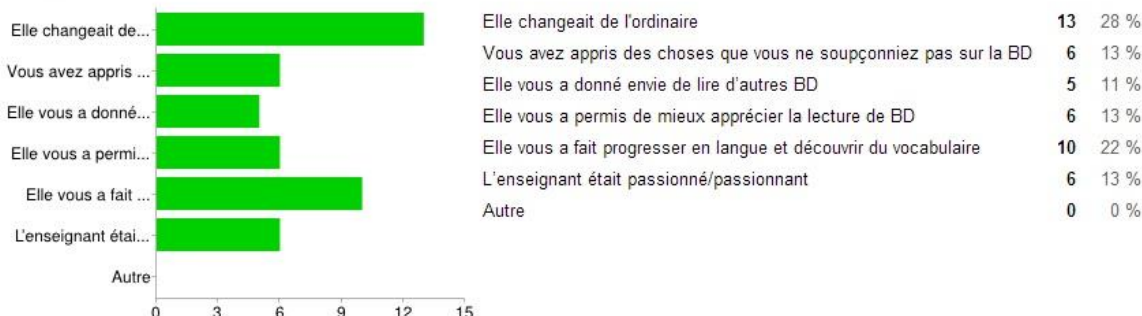 Elle changeait de...
Vous avez appris ...
Elle vous a donné...
Elle vous a permi...
Elle vous a fait ...
L'enseignant étai...
Autre
0 3 6 9 12 15
Elle changeait de l'ordinaire 13 28 %
Vous avez appris des choses que vous ne soupçonniez pas sur la BD 6 13 %
Elle vous a donné envie de lire d'autres BD 5 11 %
Elle vous a permis de mieux apprécier la lecture de BD 6 13 %
Elle vous a fait progresser en langue et découvrir du vocabulaire 10 22 %
L'enseignant était passionné/passionnant 6 13 %
Autre 0 0 %